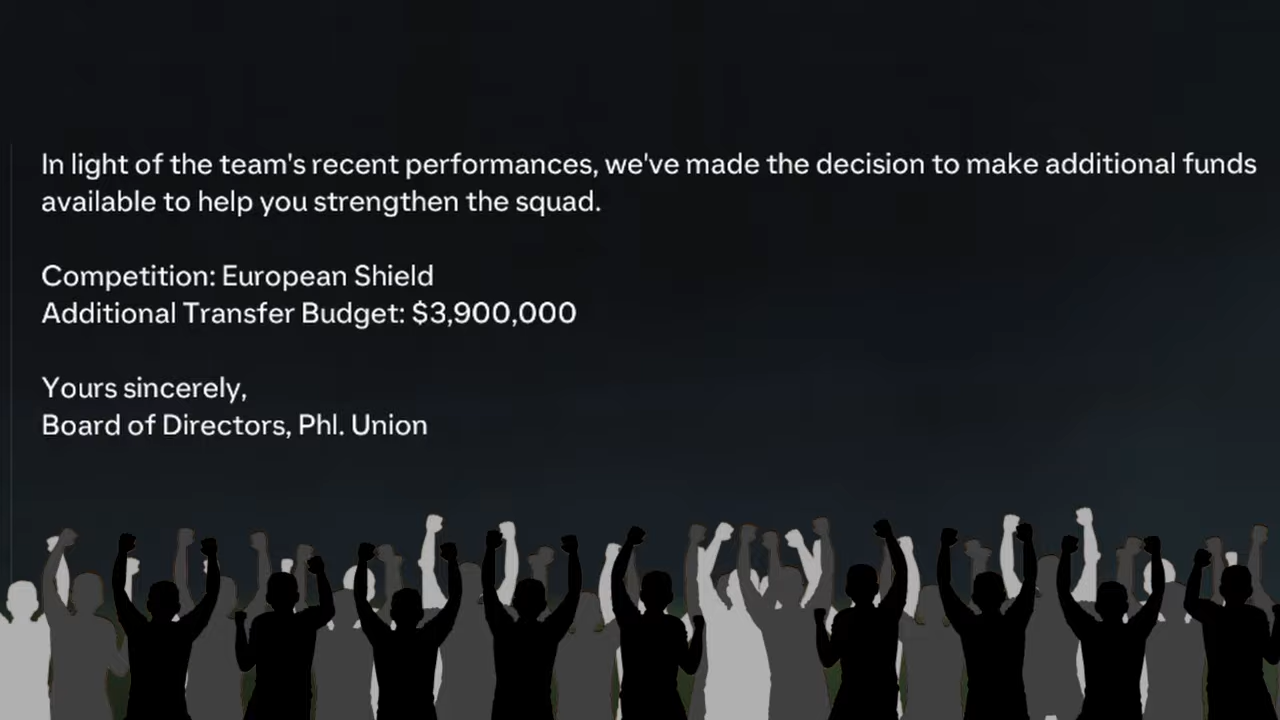 In light of the team's recent performances, we've made the decision to make additional funds
available to help you strengthen the squad.
Competition: European Shield
Additional Transfer Budget: $3,900,000
Yours sincerely,
Board of Directors, Phl. Union